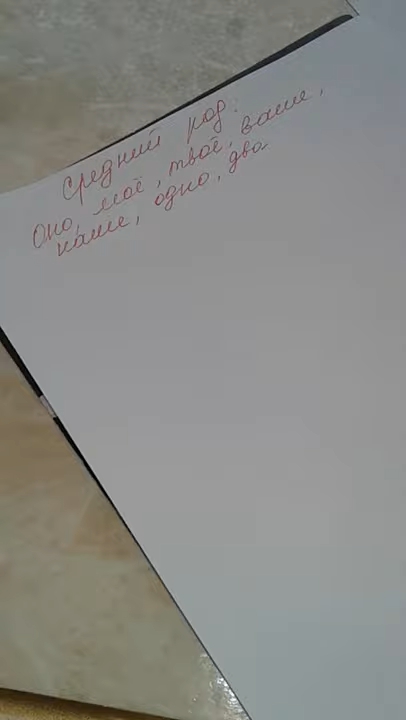 Средний род:
Оно, моё, твоё, ваше,
наше, одно, два